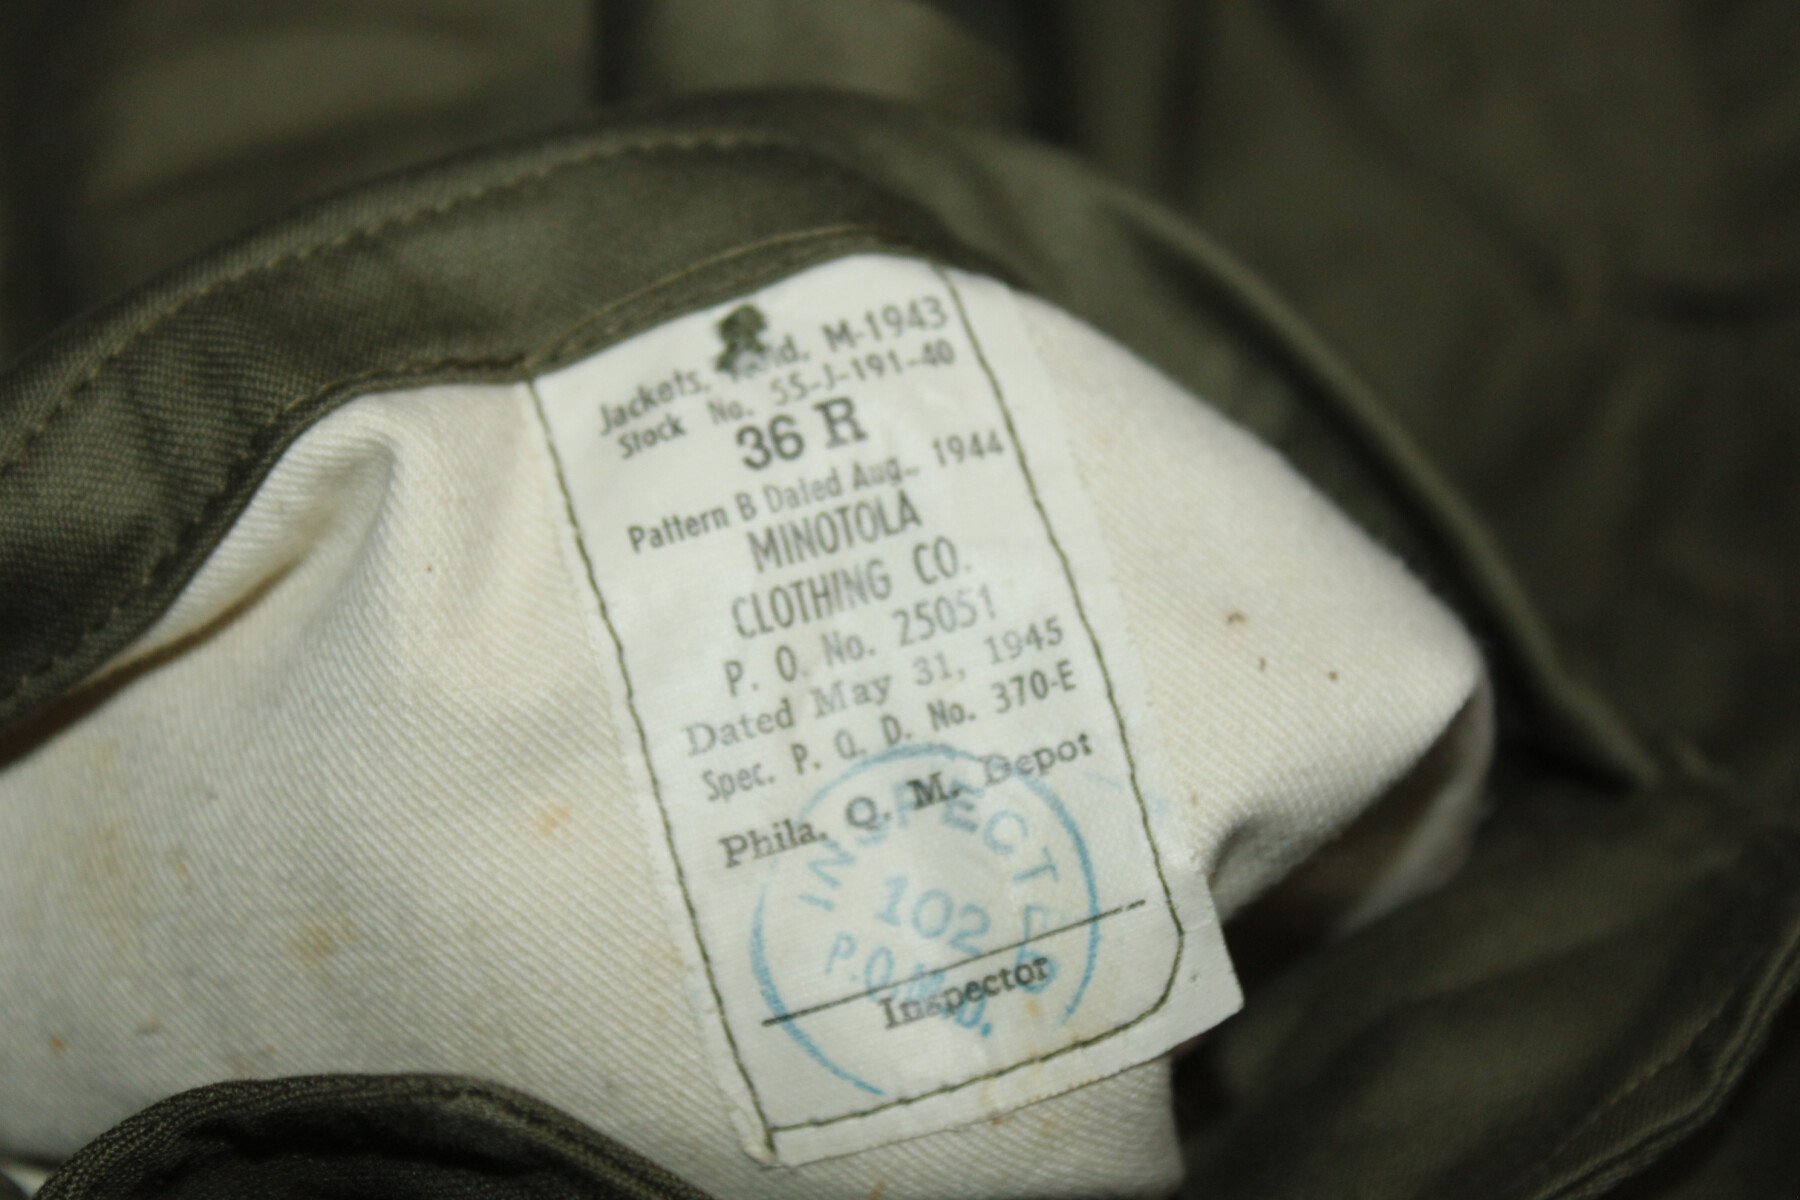 Jackets, Field, M-1943
Stock No. 55-J-191-40
36 R
Pattern B Dated Aug., 1944
MINOTOLA
CLOTHING CO.
P. O. No. 25051
Dated May 31, 1945
Spec. P. Q. D. No. 370-E
Phila. Q. M. Depot
INSPECTED
102
P.Q.M.D.
Inspector